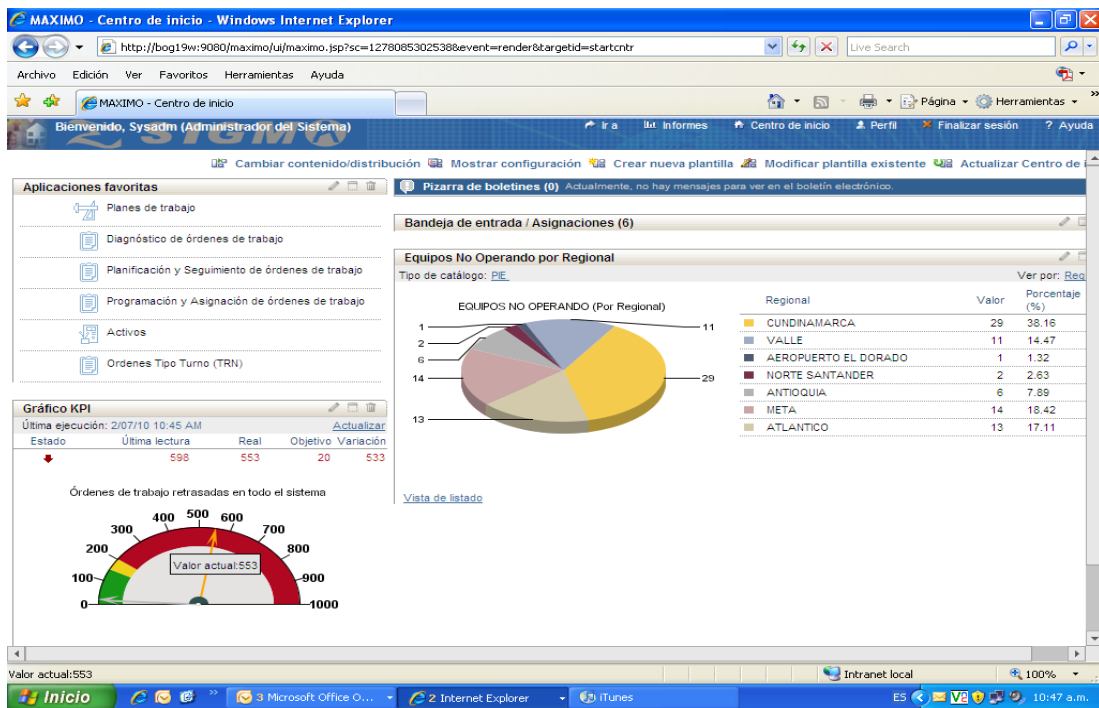 MAXIMO - Centro de inicio - Windows Internet Explorer
http://bog19w:9080/maximo/ui/maximo.jsp?sc=1278085302538&event=render&targetid=startcntr
Live Search
Archivo Edición Ver Favoritos Herramientas Ayuda
MAXIMO - Centro de inicio
Página Herramientas
Bienvenido, Sysadm (Administrador del Sistema)
Ir a Informes Centro de inicio Perfil Finalizar sesión ? Ayuda
Cambiar contenido/distribución Mostrar configuración Crear nueva plantilla Modificar plantilla existente Actualizar Centro de i
Aplicaciones favoritas
Planes de trabajo
Diagnóstico de órdenes de trabajo
Planificación y Seguimiento de órdenes de trabajo
Programación y Asignación de órdenes de trabajo
Activos
Ordenes Tipo Turno (TRN)
Gráfico KPI
Última ejecución: 2/07/10 10:45 AM Actualizar
Estado Última lectura Real Objetivo Variación
598 553 20 533
Órdenes de trabajo retrasadas en todo el sistema
0 100 200 300 400 500 600 700 800 900 1000
Valor actual:553
Pizarra de boletines (0) Actualmente, no hay mensajes para ver en el boletín electrónico.
Bandeja de entrada / Asignaciones (6)
Equipos No Operando por Regional
Tipo de catálogo: PIE Ver por: Reg
EQUIPOS NO OPERANDO (Por Regional)
1 11
2
6
14 29
13
Regional Valor Porcentaje (%)
CUNDINAMARCA 29 38.16
VALLE 11 14.47
AEROPUERTO EL DORADO 1 1.32
NORTE SANTANDER 2 2.63
ANTIOQUIA 6 7.89
META 14 18.42
ATLANTICO 13 17.11
Vista de listado
Valor actual:553 Intranet local 100%
Inicio 3 Microsoft Office O... 2 Internet Explorer iTunes ES 10:47 a.m.